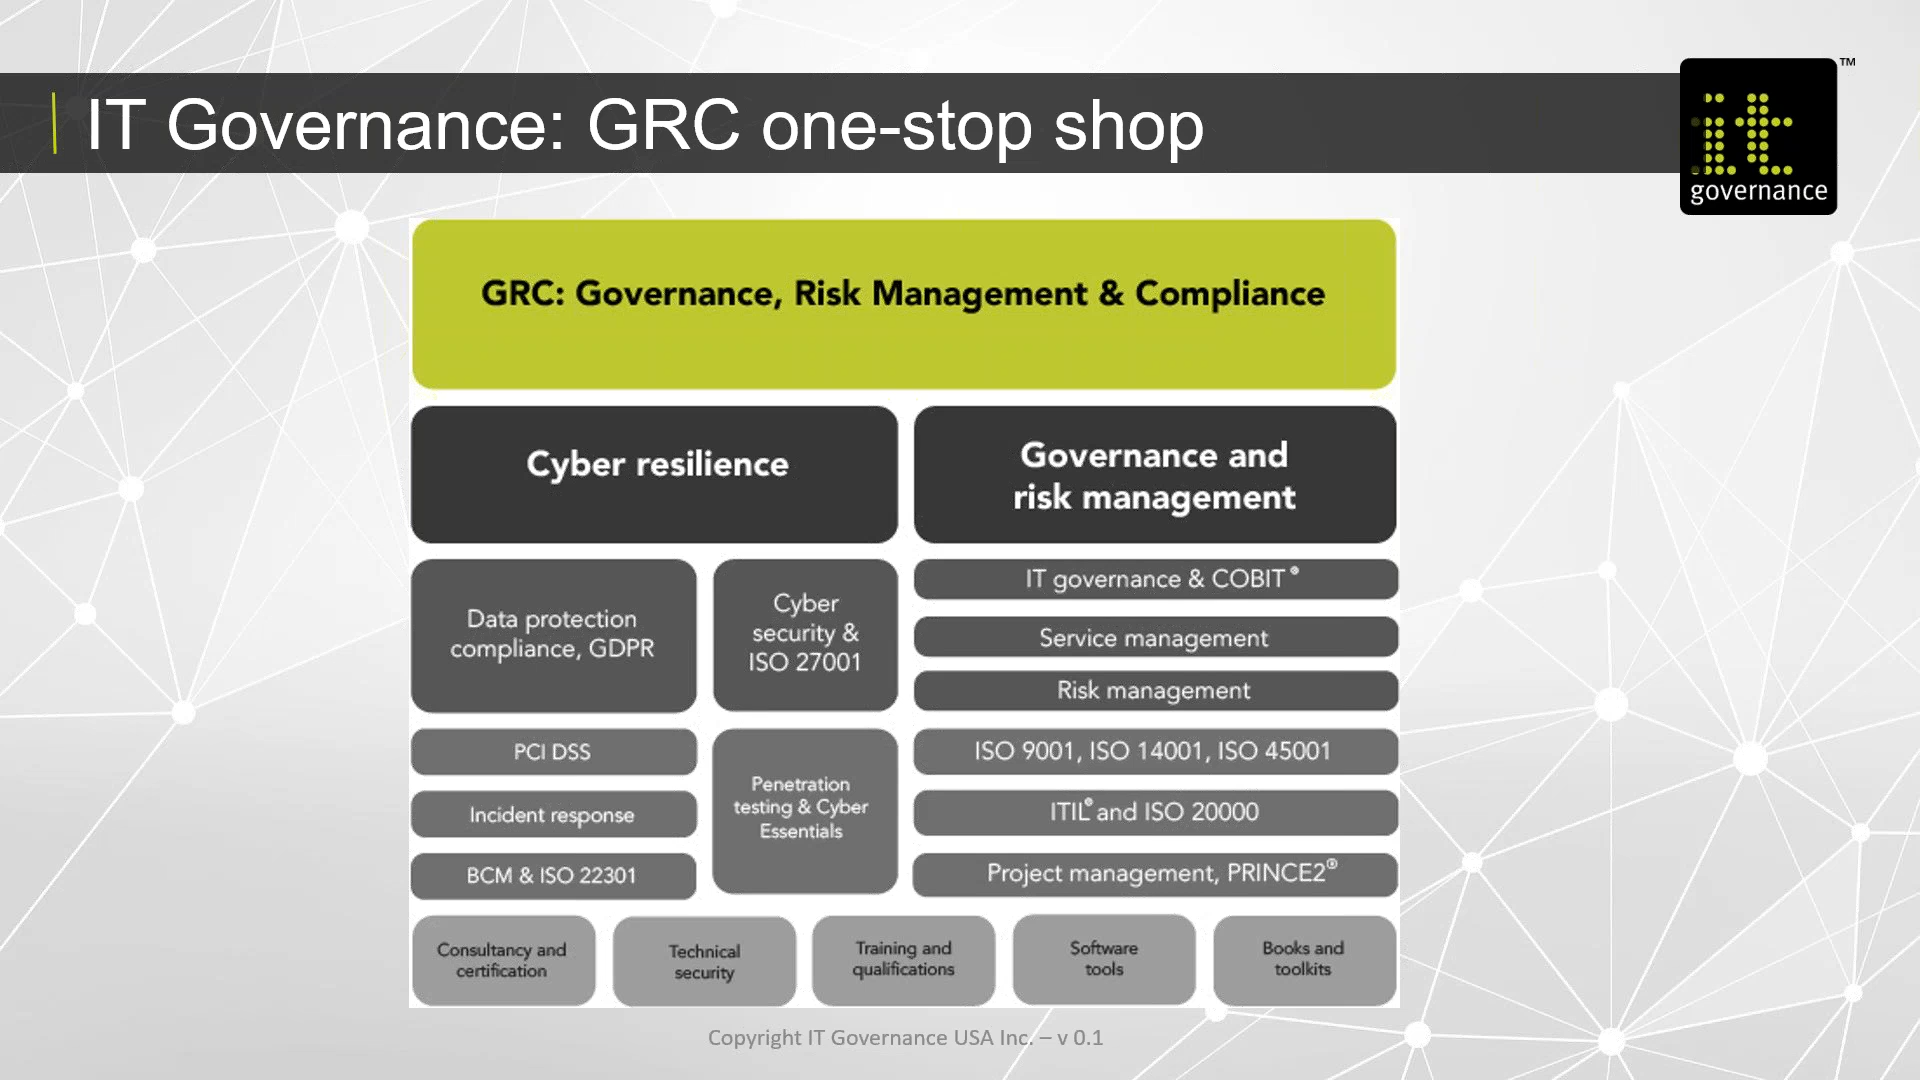 IT Governance: GRC one-stop shop
TM
it
governance
GRC: Governance, Risk Management & Compliance
Cyber resilience
Governance and
risk management
Data protection
compliance, GDPR
Cyber
security &
ISO 27001
IT governance & COBIT®
Service management
Risk management
PCI DSS
Incident response
BCM & ISO 22301
Penetration
testing & Cyber
Essentials
ISO 9001, ISO 14001, ISO 45001
ITIL® and ISO 20000
Project management, PRINCE2®
Consultancy and
certification
Technical
security
Training and
qualifications
Software
tools
Books and
toolkits
Copyright IT Governance USA Inc. – v 0.1